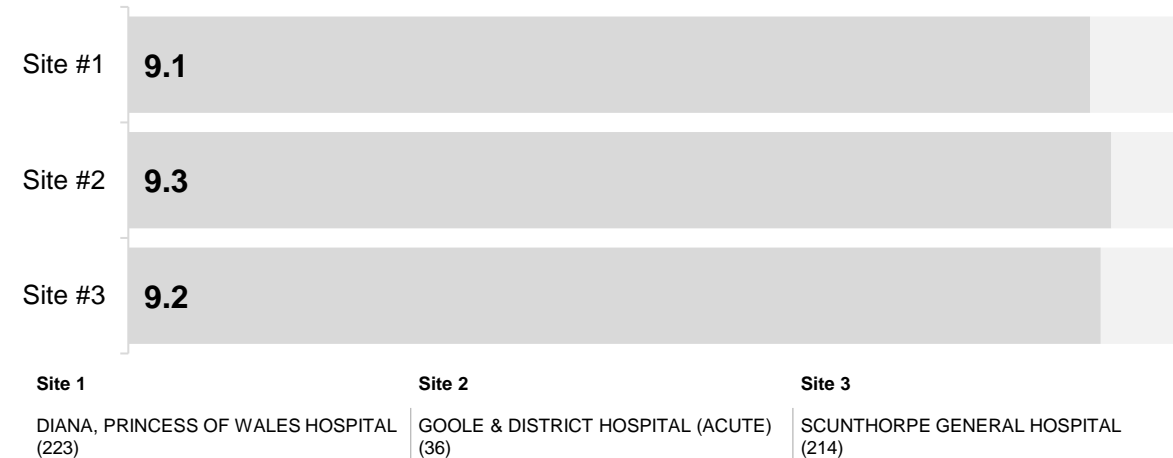 Site #1
9.1
Site #2
9.3
Site #3
9.2
Site 1
Site 2
Site 3
DIANA, PRINCESS OF WALES HOSPITAL
(223)
GOOLE & DISTRICT HOSPITAL (ACUTE)
(36)
SCUNTHORPE GENERAL HOSPITAL
(214)